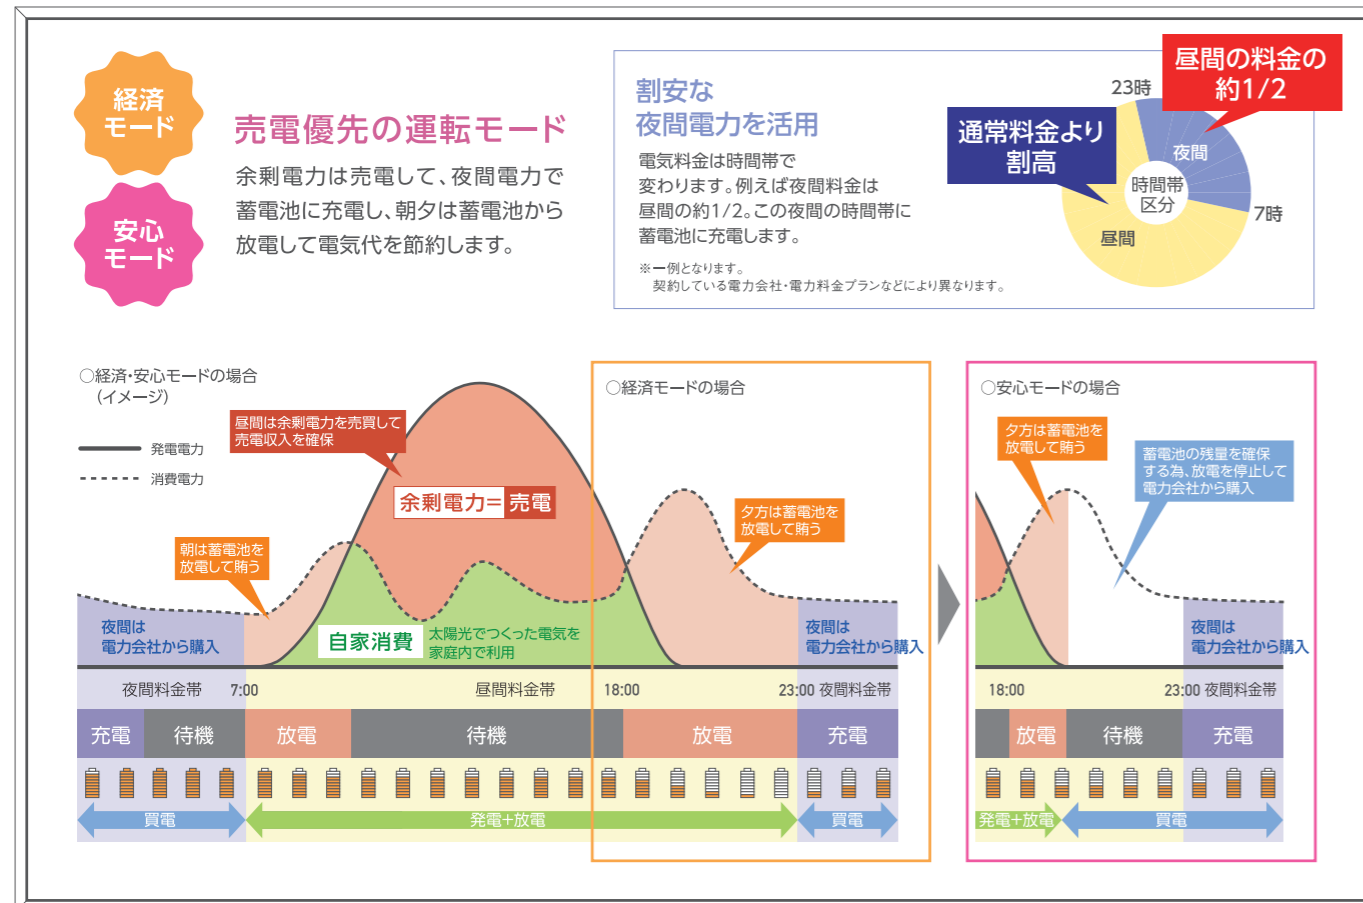 経済
モード
安心
モード
売電優先の運転モード
余剰電力は売電して、夜間電力で
蓄電池に充電し、朝夕は蓄電池から
放電して電気代を節約します。
割安な
夜間電力を活用
電気料金は時間帯で
変わります。例えば夜間料金は
昼間の約1/2。この夜間の時間帯に
蓄電池に充電します。
※一例となります。
契約している電力会社・電力料金プランなどにより異なります。
昼間の料金の
約1/2
23時
通常料金より
割高
夜間
時間帯
区分
7時
昼間
○経済・安心モードの場合
(イメージ)
発電電力
消費電力
昼間は余剰電力を売買して
売電収入を確保
余剰電力=売電
朝は蓄電池を
放電して賄う
夜間は
電力会社から購入
自家消費
太陽光でつくった電気を
家庭内で利用
○経済モードの場合
夕方は蓄電池を
放電して賄う
夜間は
電力会社から購入
○安心モードの場合
夕方は蓄電池を
放電して賄う
蓄電池の残量を確保
する為、放電を停止して
電力会社から購入
夜間は
電力会社から購入
夜間料金帯 7:00 昼間料金帯 18:00 23:00 夜間料金帯
18:00 23:00 夜間料金帯
充電 待機 放電 待機 放電 充電
放電 待機 充電
買電 発電+放電 買電
発電+放電 買電